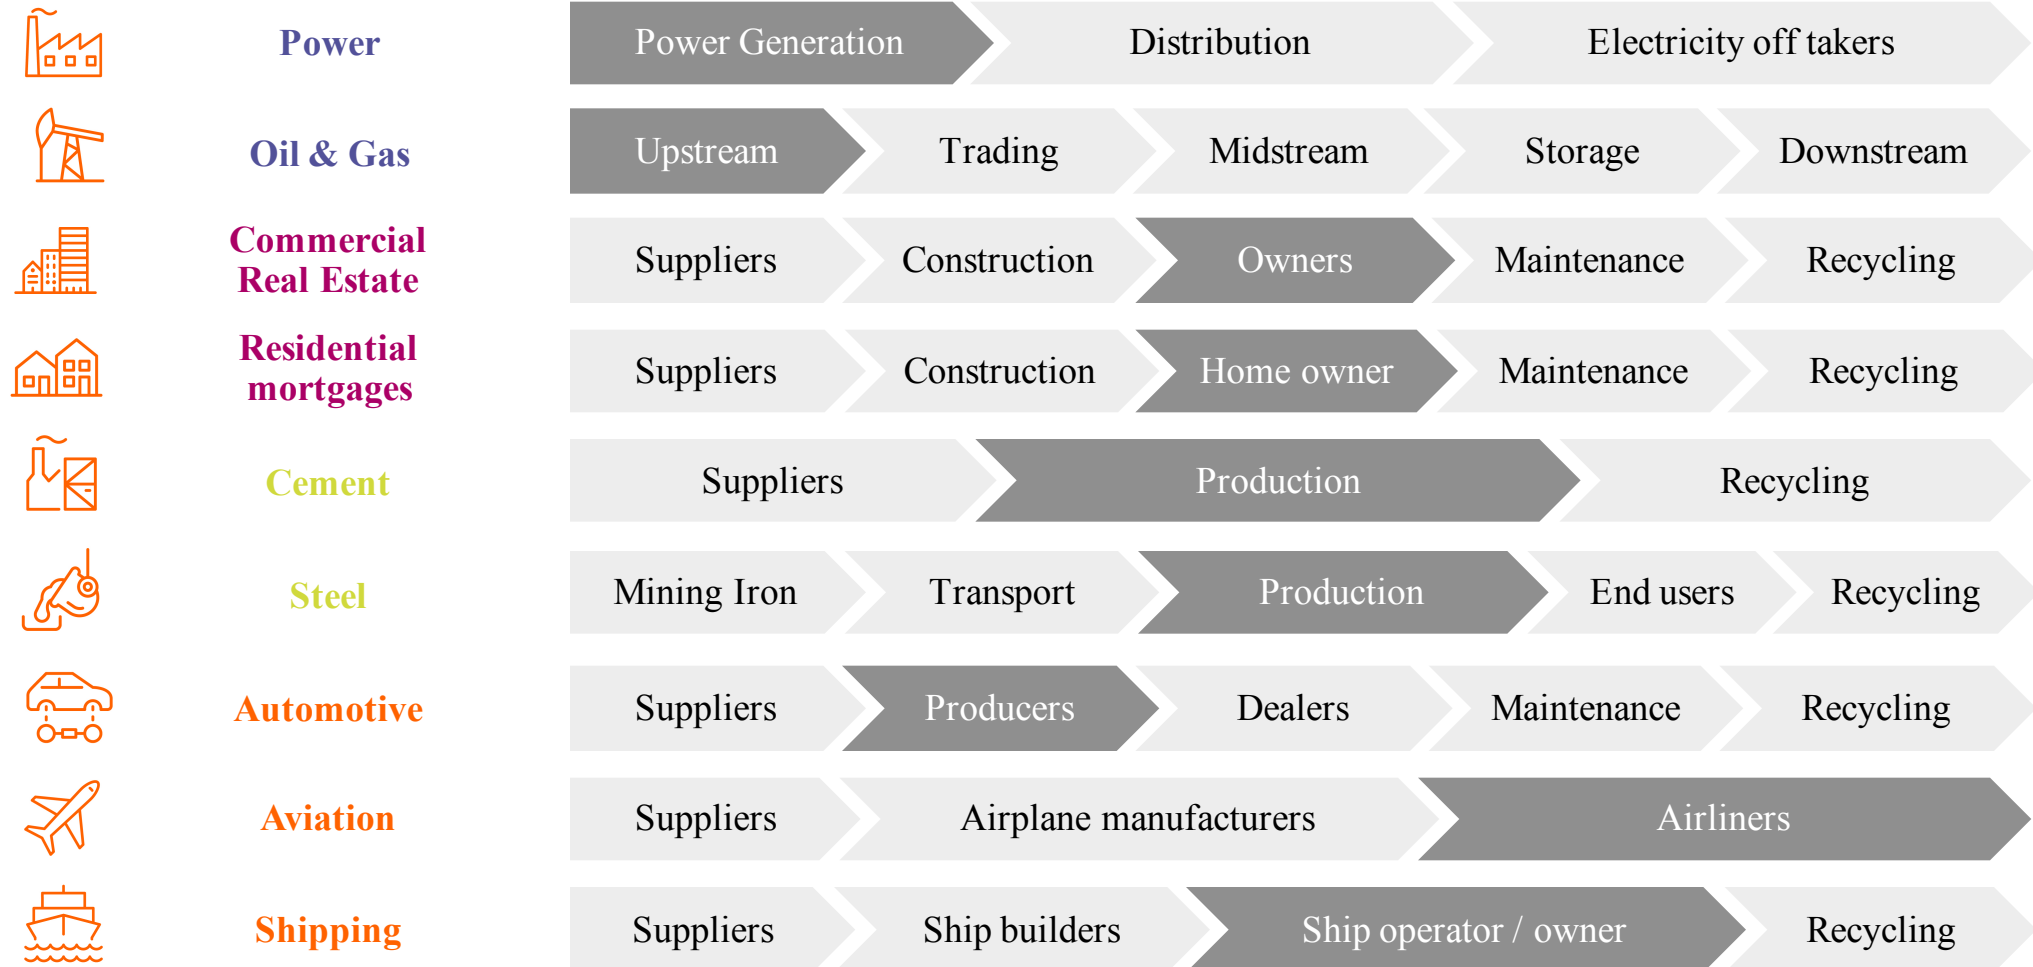 Power
Power Generation
Distribution
Electricity off takers
Oil & Gas
Upstream
Trading
Midstream
Storage
Downstream
Commercial
Real Estate
Suppliers
Construction
Owners
Maintenance
Recycling
Residential
mortgages
Suppliers
Construction
Home owner
Maintenance
Recycling
Cement
Suppliers
Production
Recycling
Steel
Mining Iron
Transport
Production
End users
Recycling
Automotive
Suppliers
Producers
Dealers
Maintenance
Recycling
Aviation
Suppliers
Airplane manufacturers
Airliners
Shipping
Suppliers
Ship builders
Ship operator / owner
Recycling